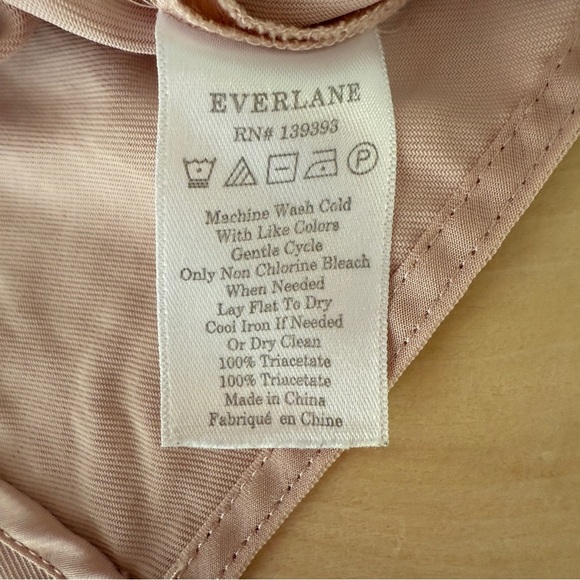 EVERLANE
RN# 139393
P
Machine Wash Cold
With Like Colors
Gentle Cycle
Only Non Chlorine Bleach
When Needed
Lay Flat To Dry
Cool Iron If Needed
Or Dry Clean
100% Triacetate
100% Triacetate
Made in China
Fabriqué en Chine